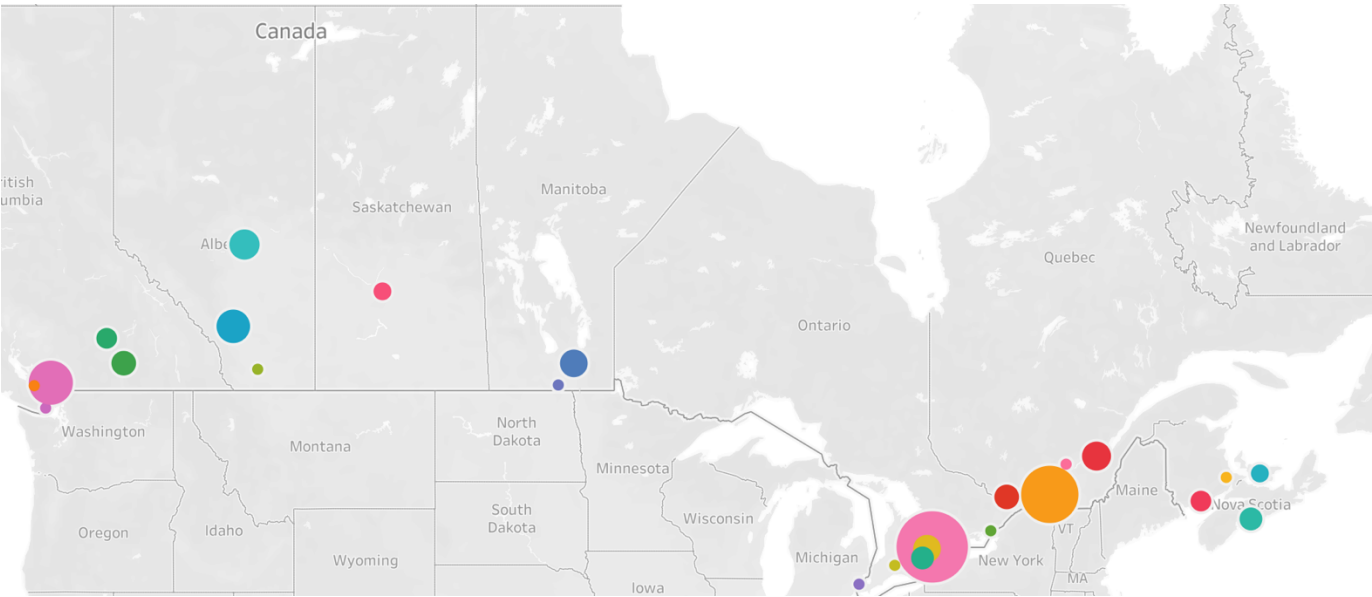 Canada
ritish
umbia
Albe
Saskatchewan
Manitoba
Ontario
Quebec
Newfoundland
and Labrador
Washington
Montana
North
Dakota
Minnesota
Oregon
Idaho
South
Dakota
Wisconsin
Wyoming
Iowa
Michigan
New York
VT
MA
Maine
Nova Scotia